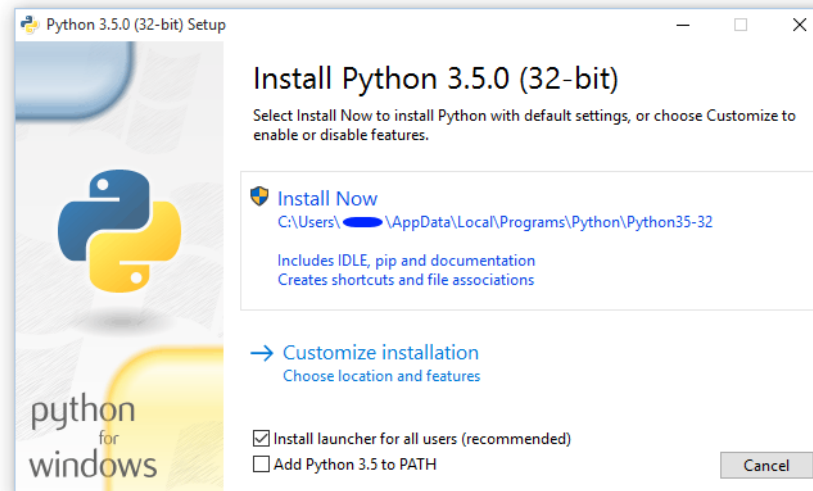 Python 3.5.0 (32-bit) Setup
Install Python 3.5.0 (32-bit)
Select Install Now to install Python with default settings, or choose Customize to
enable or disable features.
Install Now
C:\Users\ \AppData\Local\Programs\Python\Python35-32
Includes IDLE, pip and documentation
Creates shortcuts and file associations
Customize installation
Choose location and features
python
for
windows
Install launcher for all users (recommended)
Add Python 3.5 to PATH
Cancel